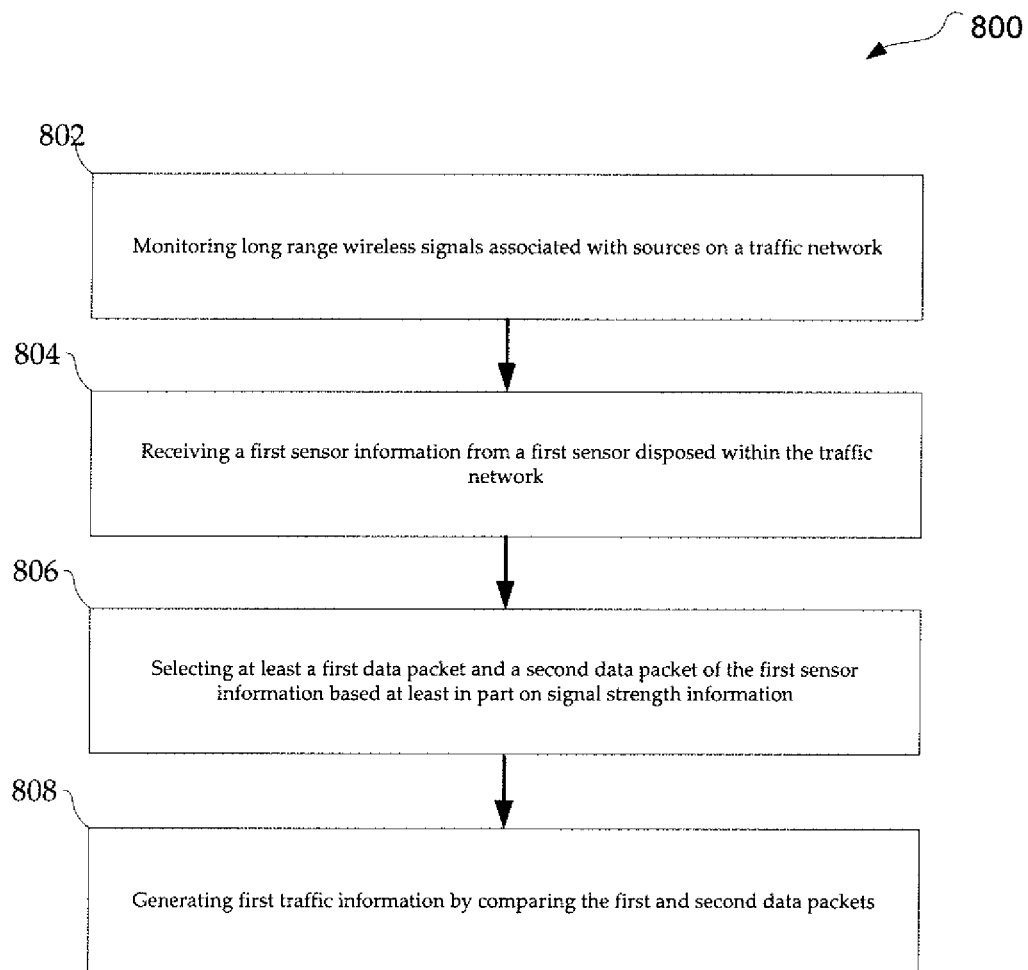 800
802
Monitoring long range wireless signals associated with sources on a traffic network
804
Receiving a first sensor information from a first sensor disposed within the traffic
network
806
Selecting at least a first data packet and a second data packet of the first sensor
information based at least in part on signal strength information
808
Generating first traffic information by comparing the first and second data packets